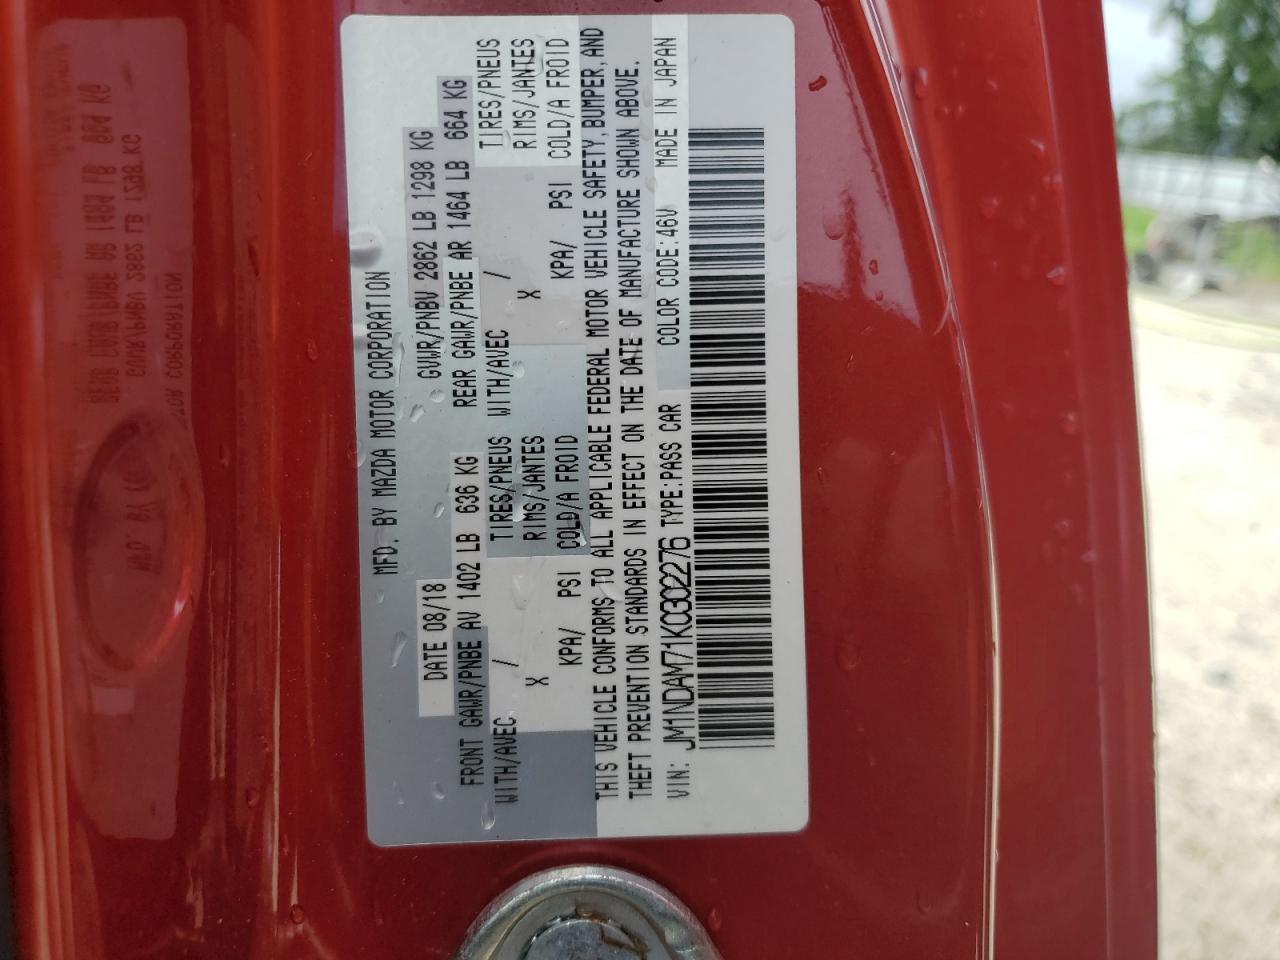 MFD. BY MAZDA MOTOR CORPORATION
DATE 08/18 GVWR/PNBV 2862 LB 1298 KG
FRONT GAWR/PNBE AV 1402 LB 636 KG REAR GAWR/PNBE AR 1464 LB 664 KG
WITH/AVEC / TIRES/PNEUS WITH/AVEC / TIRES/PNEUS
X RIMS/JANTES X RIMS/JANTES
KPA/ PSI COLD/A FROID KPA/ PSI COLD/A FROID
THIS VEHICLE CONFORMS TO ALL APPLICABLE FEDERAL MOTOR VEHICLE SAFETY, BUMPER, AND
THEFT PREVENTION STANDARDS IN EFFECT ON THE DATE OF MANUFACTURE SHOWN ABOVE.
VIN: JM1NDAM71K0302276 TYPE:PASS CAR COLOR CODE:46V MADE IN JAPAN